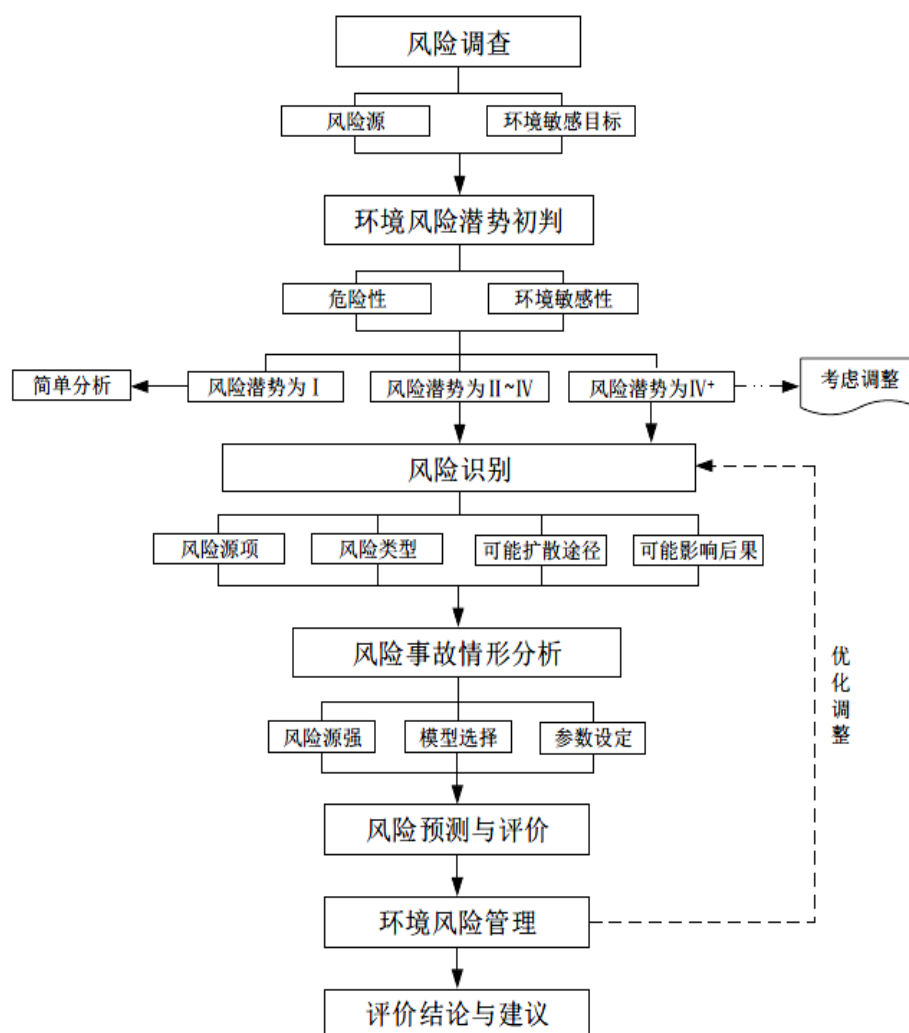 风险调查
风险源
环境敏感目标
环境风险潜势初判
危险性
环境敏感性
简单分析
风险潜势为Ⅰ
风险潜势为Ⅱ~Ⅳ
风险潜势为Ⅳ⁺
考虑调整
风险识别
风险源项
风险类型
可能扩散途径
可能影响后果
风险事故情形分析
风险源强
模型选择
参数设定
优
化
调
整
风险预测与评价
环境风险管理
评价结论与建议